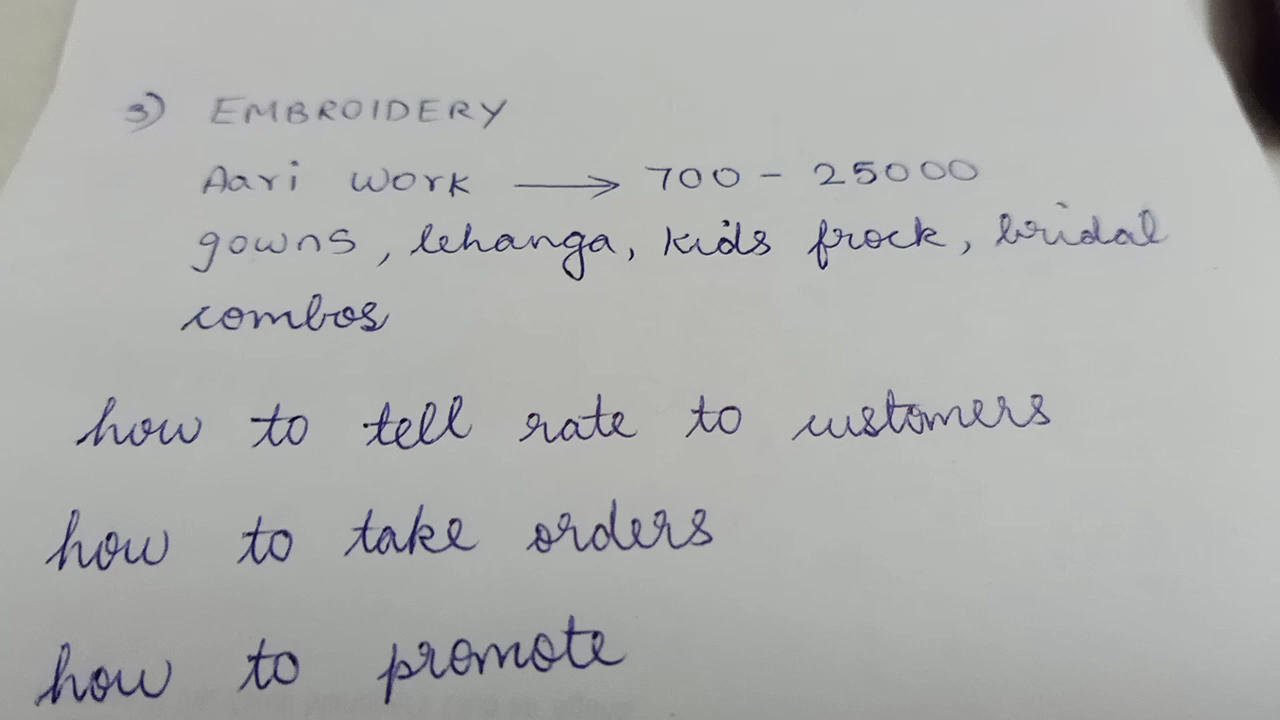 3) EMBROIDERY
Aari work → 700 - 25000
gowns, lehanga, kids frock, bridal
combos
how to tell rate to customers
how to take orders
how to promote